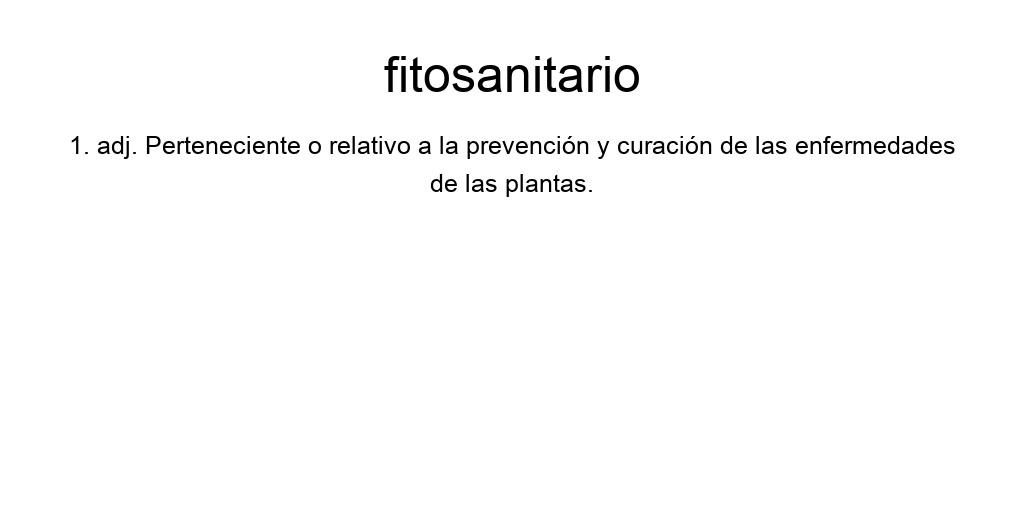 fitosanitario
1. adj. Perteneciente o relativo a la prevención y curación de las enfermedades
de las plantas.